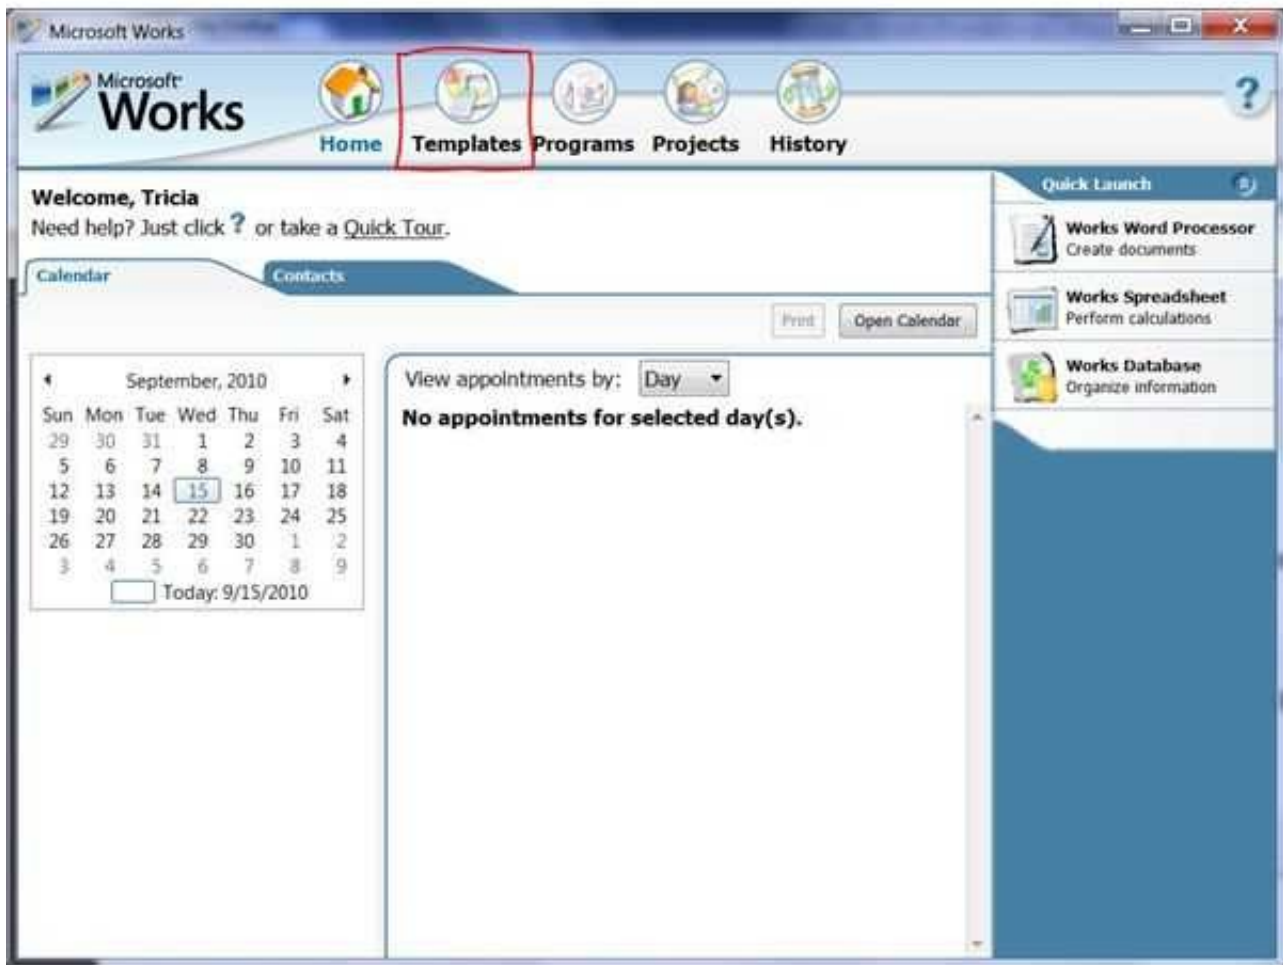 Microsoft Works
Microsoft
Works
Home Templates Programs Projects History
?
Welcome, Tricia
Need help? Just click ? or take a Quick Tour.
Calendar Contacts
Print Open Calendar
September, 2010
Sun Mon Tue Wed Thu Fri Sat
29 30 31 1 2 3 4
5 6 7 8 9 10 11
12 13 14 15 16 17 18
19 20 21 22 23 24 25
26 27 28 29 30 1 2
3 4 5 6 7 8 9
Today: 9/15/2010
View appointments by: Day
No appointments for selected day(s).
Quick Launch
Works Word Processor
Create documents
Works Spreadsheet
Perform calculations
Works Database
Organize information